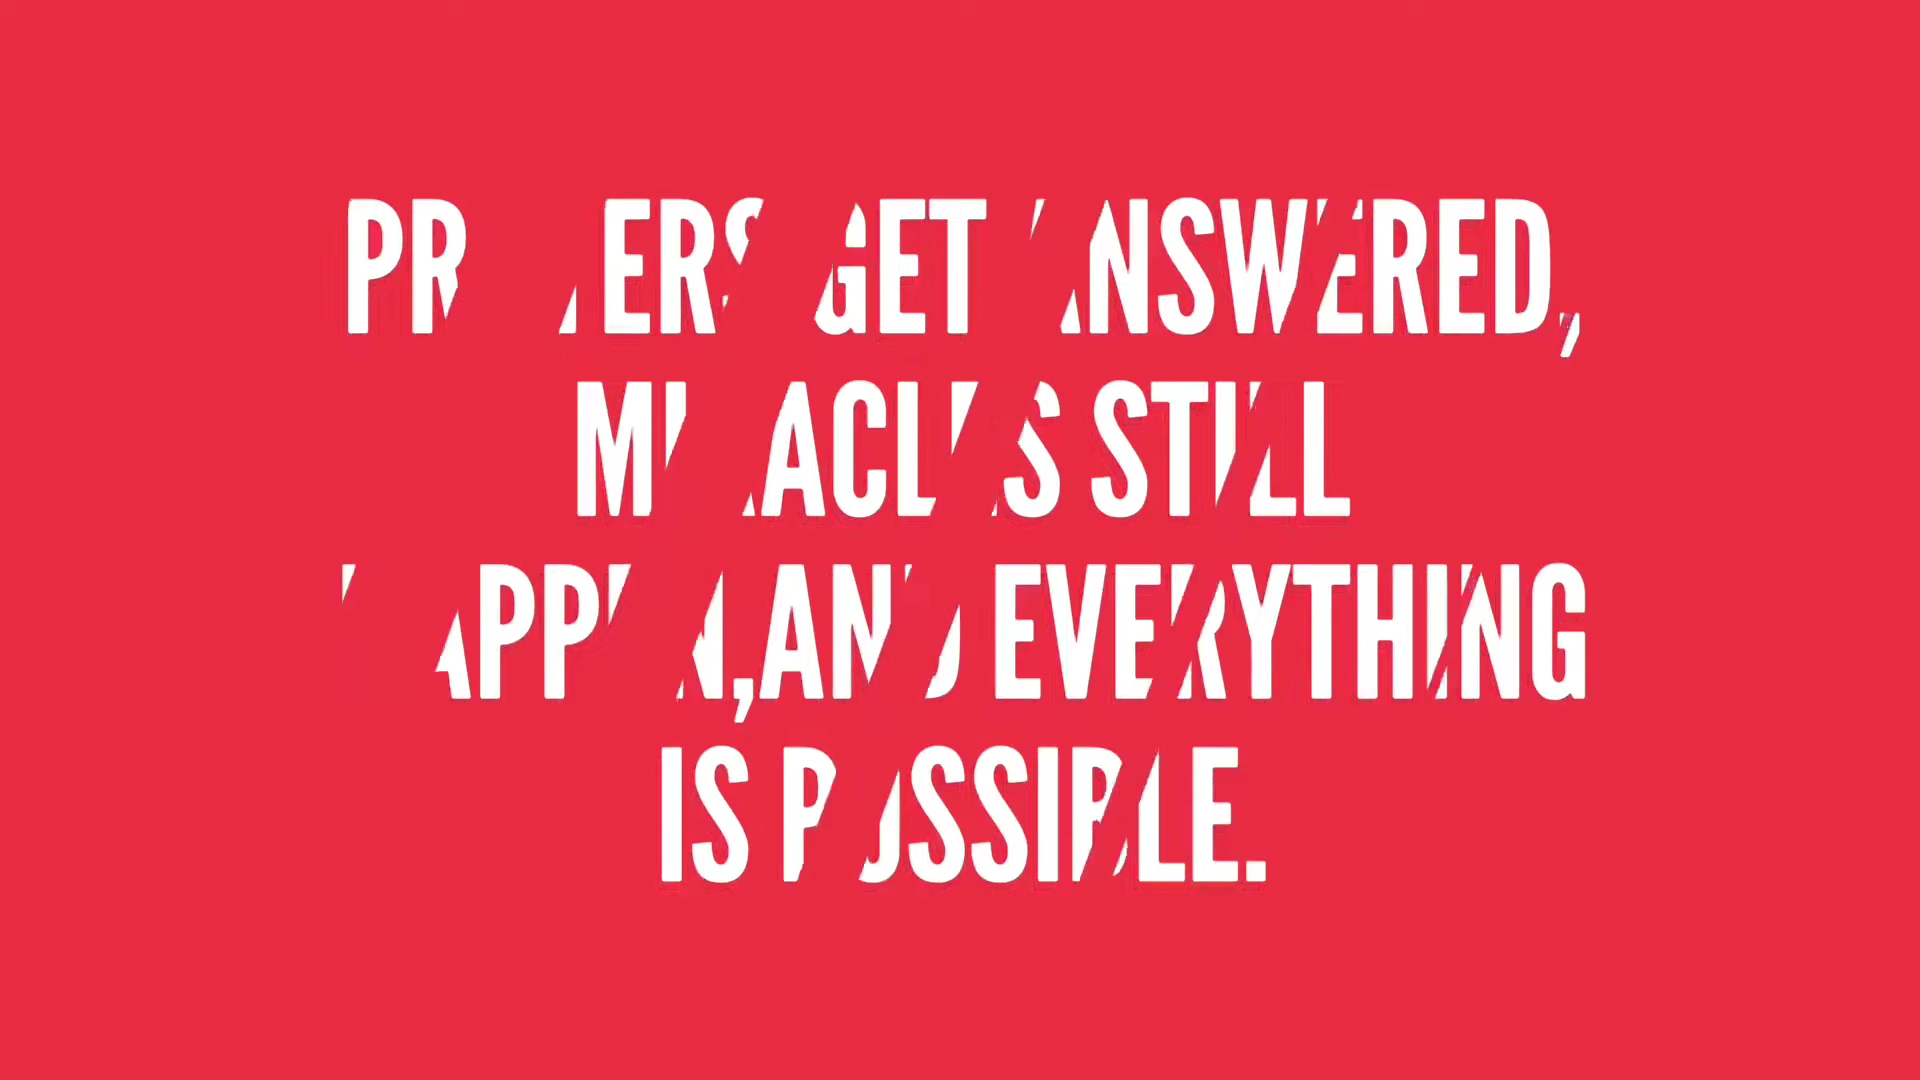 PRAYERS GET ANSWERED,
MIRACLES STILL
HAPPEN, AND EVERYTHING
IS POSSIBLE.